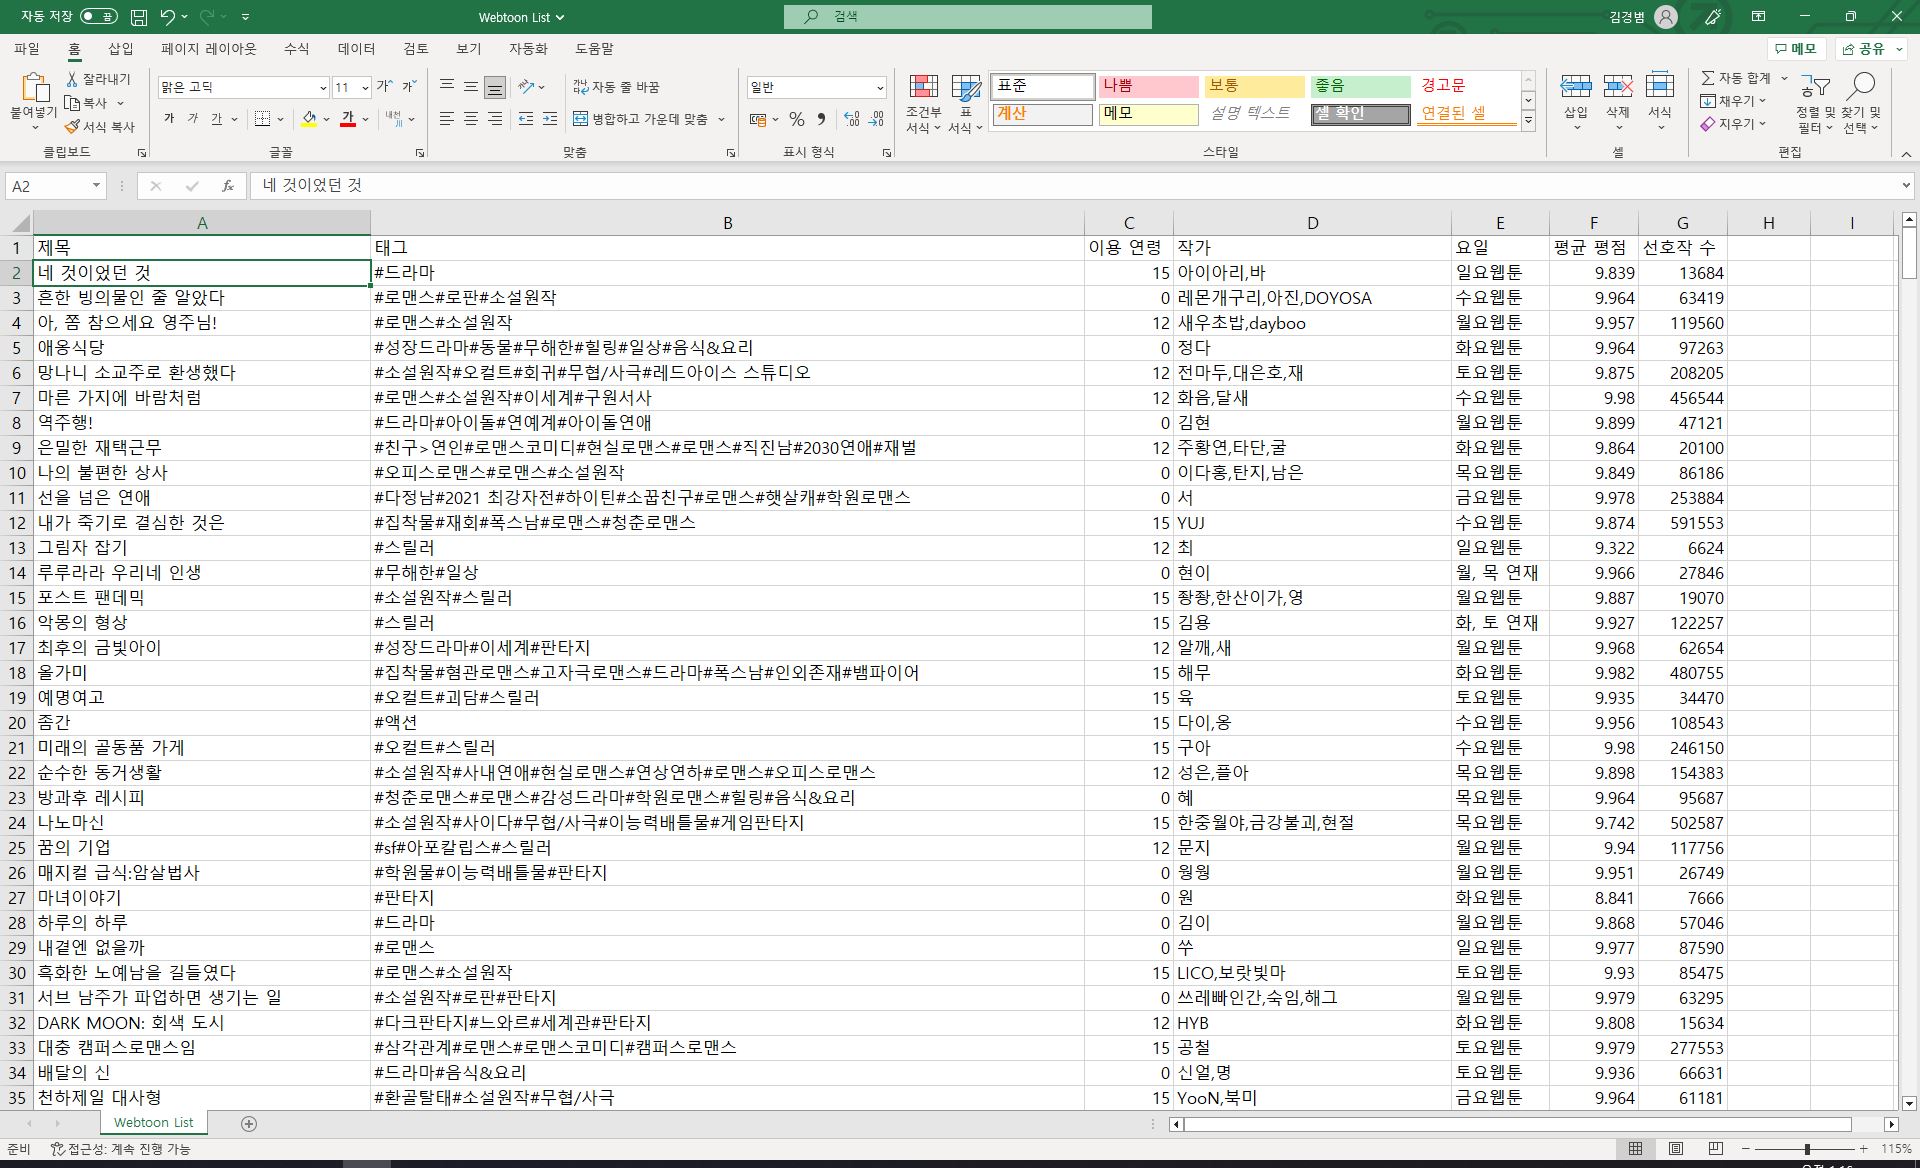 자동 저장 끔 Webtoon List 검색 김경범
파일 홈 삽입 페이지 레이아웃 수식 데이터 검토 보기 자동화 도움말 메모 공유
붙여넣기 잘라내기 복사 서식 복사 클립보드
맑은 고딕 11 가 가 가 가 가 가 가 글꼴
자동 줄 바꿈 병합하고 가운데 맞춤 맞춤
일반 % 표시 형식
조건부 서식 표 서식 표준 나쁨 보통 좋음 경고문
계산 메모 설명 텍스트 셀 확인 연결된 셀 스타일
삽입 삭제 서식 셀
자동 합계 채우기 지우기 정렬 및 필터 찾기 및 선택 편집
A2 fx 네 것이었던 것
A B C D E F G H I
1 제목 태그 이용 연령 작가 요일 평균 평점 선호작 수
2 네 것이었던 것 #드라마 15 아이아리,바 일요웹툰 9.839 13684
3 흔한 빙의물인 줄 알았다 #로맨스#로판#소설원작 0 레몬개구리,아진,DOYOSA 수요웹툰 9.964 63419
4 아, 쫌 참으세요 영주님! #로맨스#소설원작 12 새우초밥,dayboo 월요웹툰 9.957 119560
5 애옹식당 #성장드라마#동물#무해한#힐링#일상#음식&요리 0 정다 화요웹툰 9.964 97263
6 망나니 소교주로 환생했다 #소설원작#오컬트#회귀#무협/사극#레드아이스 스튜디오 12 전마두,대은호,재 토요웹툰 9.875 208205
7 마른 가지에 바람처럼 #로맨스#소설원작#이세계#구원서사 12 화음,달새 수요웹툰 9.98 456544
8 역주행! #드라마#아이돌#연예계#아이돌연애 0 김현 월요웹툰 9.899 47121
9 은밀한 재택근무 #친구>연인#로맨스코미디#현실로맨스#로맨스#직진남#2030연애#재벌 12 주황연,타단,굴 화요웹툰 9.864 20100
10 나의 불편한 상사 #오피스로맨스#로맨스#소설원작 0 이다홍,탄지,남은 목요웹툰 9.849 86186
11 선을 넘은 연애 #다정남#2021 최강자전#하이틴#소꿉친구#로맨스#햇살캐#학원로맨스 0 서 금요웹툰 9.978 253884
12 내가 죽기로 결심한 것은 #집착물#재회#폭스남#로맨스#청춘로맨스 15 YUJ 수요웹툰 9.874 591553
13 그림자 잡기 #스릴러 12 최 일요웹툰 9.322 6624
14 루루라라 우리네 인생 #무해한#일상 0 현이 월, 목 연재 9.966 27846
15 포스트 팬데믹 #소설원작#스릴러 15 좡좡,한산이가,영 월요웹툰 9.887 19070
16 악몽의 형상 #스릴러 15 김용 화, 토 연재 9.927 122257
17 최후의 금빛아이 #성장드라마#이세계#판타지 12 알깨,새 월요웹툰 9.968 62654
18 올가미 #집착물#혐관로맨스#고자극로맨스#드라마#폭스남#인외존재#뱀파이어 15 해무 화요웹툰 9.982 480755
19 예명여고 #오컬트#괴담#스릴러 15 육 토요웹툰 9.935 34470
20 좀간 #액션 15 다이,옹 수요웹툰 9.956 108543
21 미래의 골동품 가게 #오컬트#스릴러 15 구아 수요웹툰 9.98 246150
22 순수한 동거생활 #소설원작#사내연애#현실로맨스#연상연하#로맨스#오피스로맨스 12 성은,플아 목요웹툰 9.898 154383
23 방과후 레시피 #청춘로맨스#로맨스#감성드라마#학원로맨스#힐링#음식&요리 0 혜 목요웹툰 9.964 95687
24 나노마신 #소설원작#사이다#무협/사극#이능력배틀물#게임판타지 15 한중월야,금강불괴,현절 목요웹툰 9.742 502587
25 꿈의 기업 #sf#아포칼립스#스릴러 12 문지 월요웹툰 9.94 117756
26 매지컬 급식:암살법사 #학원물#이능력배틀물#판타지 0 웡웡 월요웹툰 9.951 26749
27 마녀이야기 #판타지 0 원 화요웹툰 8.841 7666
28 하루의 하루 #드라마 0 김이 월요웹툰 9.868 57046
29 내곁엔 없을까 #로맨스 0 쑤 일요웹툰 9.977 87590
30 흑화한 노예남을 길들였다 #로맨스#소설원작 15 LICO,보랏빛마 토요웹툰 9.93 85475
31 서브 남주가 파업하면 생기는 일 #소설원작#로판#판타지 0 쓰레빠인간,숙임,해그 월요웹툰 9.979 63295
32 DARK MOON: 회색 도시 #다크판타지#느와르#세계관#판타지 12 HYB 화요웹툰 9.808 15634
33 대충 캠퍼스로맨스임 #삼각관계#로맨스#로맨스코미디#캠퍼스로맨스 15 공철 토요웹툰 9.979 277553
34 배달의 신 #드라마#음식&요리 0 신얼,명 토요웹툰 9.936 66631
35 천하제일 대사형 #환골탈태#소설원작#무협/사극 15 YooN,북미 금요웹툰 9.964 61181
Webtoon List
준비 접근성: 계속 진행 가능 115%